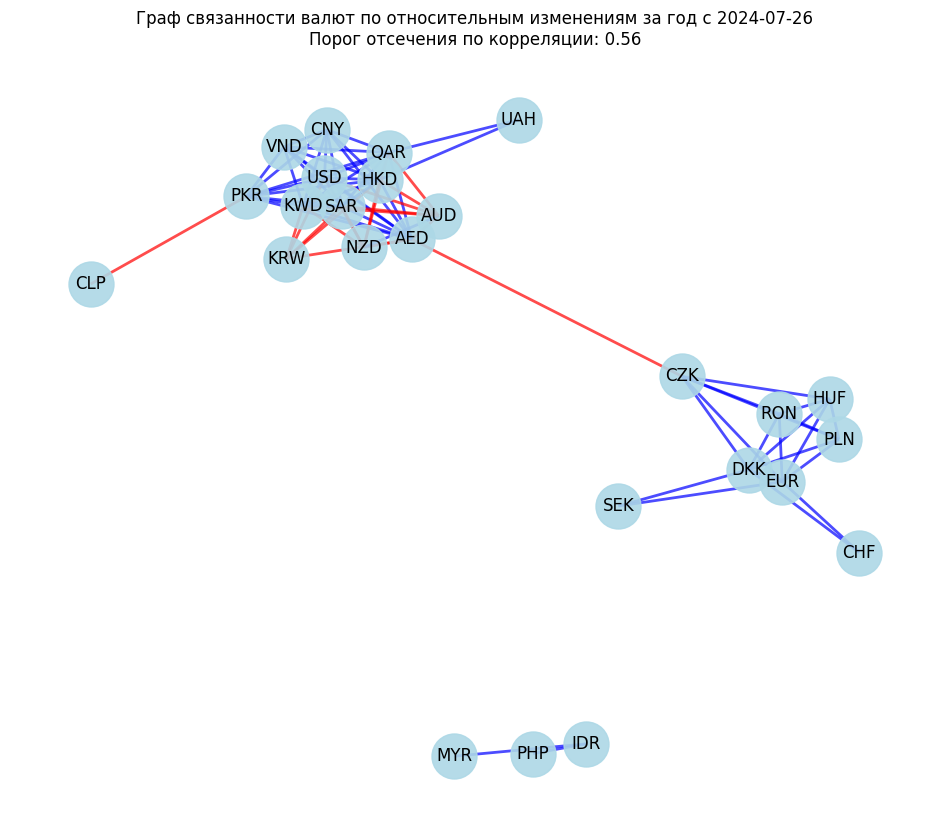 Граф связанности валют по относительным изменениям за год с 2024-07-26
Порог отсечения по корреляции: 0.56
UAH
CNY
VND
QAR
USD
HKD
PKR
KWD
SAR
AUD
AED
NZD
KRW
CLP
CZK
HUF
RON
PLN
DKK
EUR
SEK
CHF
IDR
MYR
PHP